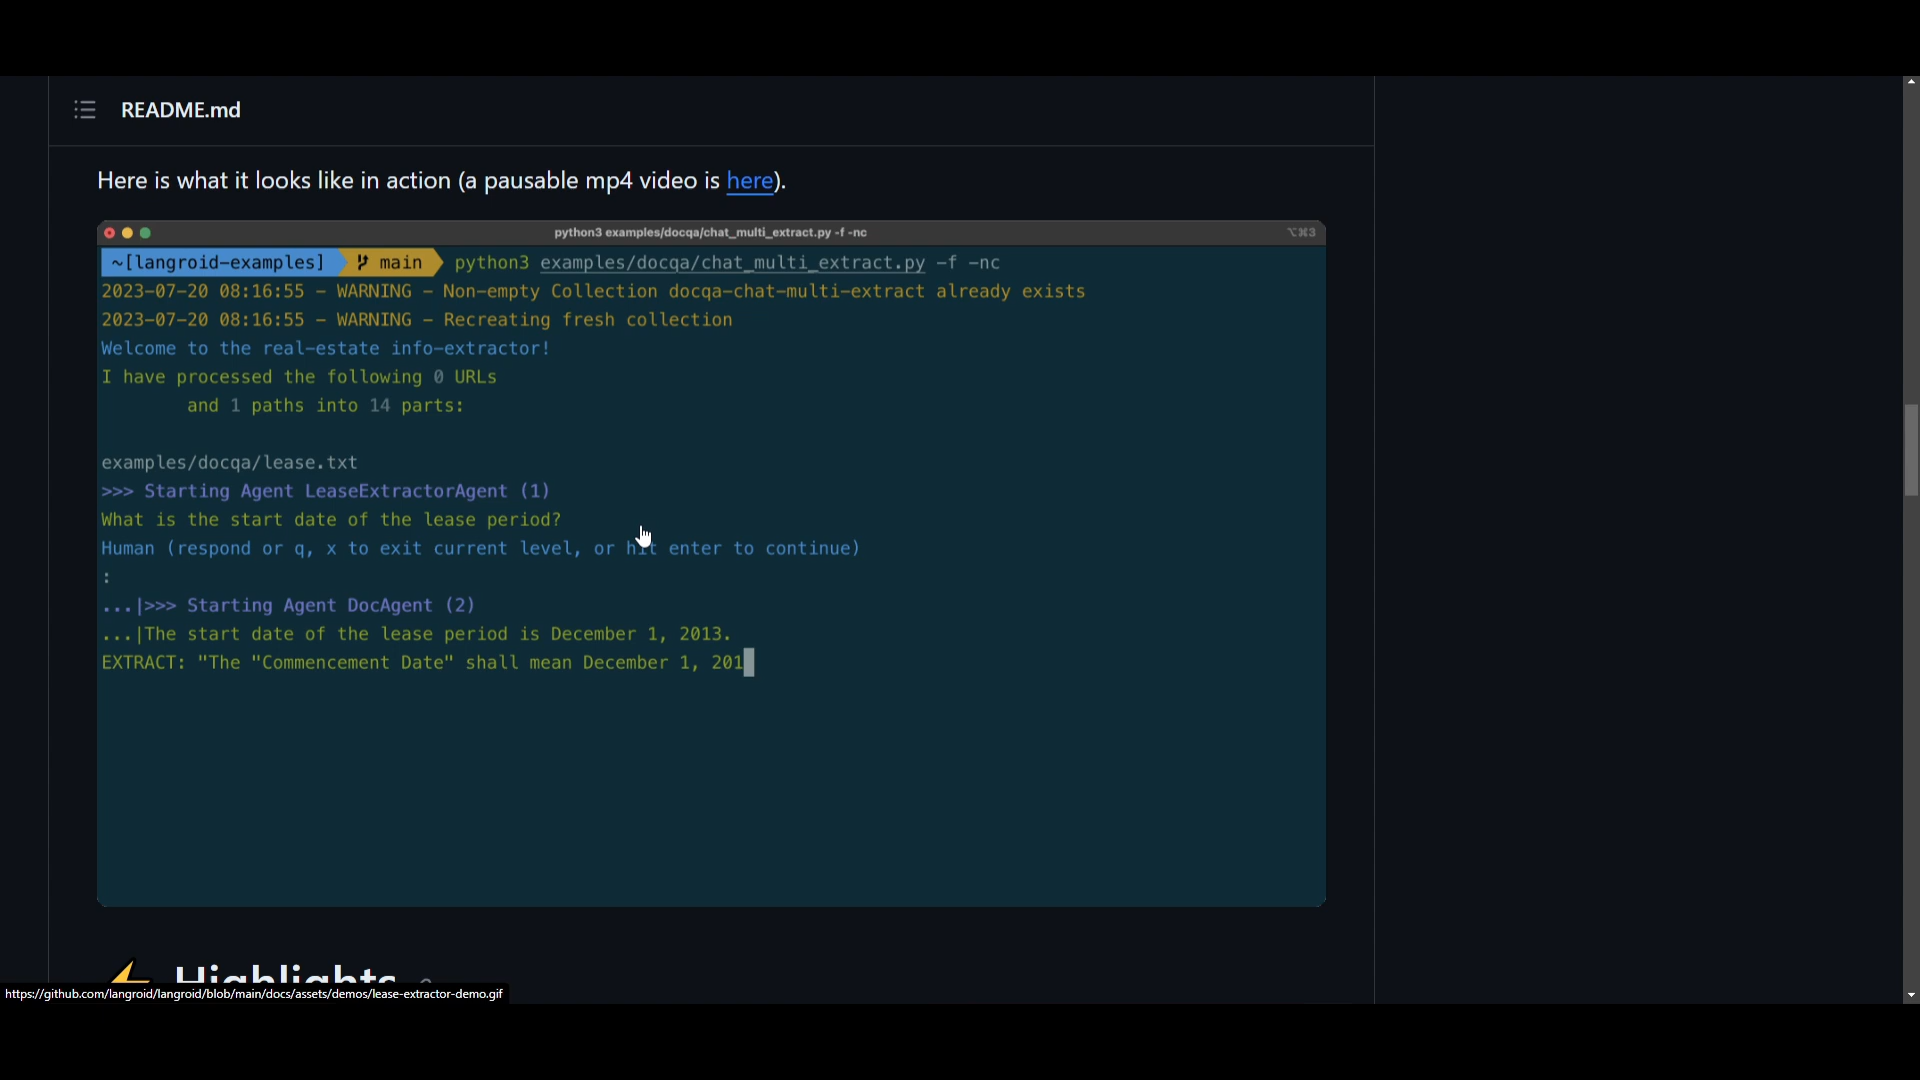 README.md
Here is what it looks like in action (a pausable mp4 video is here).
python3 examples/docqa/chat_multi_extract.py -f -nc
⌥⌘3
~[langroid-examples] main python3 examples/docqa/chat_multi_extract.py -f -nc
2023-07-20 08:16:55 - WARNING - Non-empty Collection docqa-chat-multi-extract already exists
2023-07-20 08:16:55 - WARNING - Recreating fresh collection
Welcome to the real-estate info-extractor!
I have processed the following 0 URLs
and 1 paths into 14 parts:
examples/docqa/lease.txt
>>> Starting Agent LeaseExtractorAgent (1)
What is the start date of the lease period?
Human (respond or q, x to exit current level, or hit enter to continue)
:
...|>>> Starting Agent DocAgent (2)
...|The start date of the lease period is December 1, 2013.
EXTRACT: "The "Commencement Date" shall mean December 1, 201
Highlights
https://github.com/langroid/langroid/blob/main/docs/assets/demos/lease-extractor-demo.gif